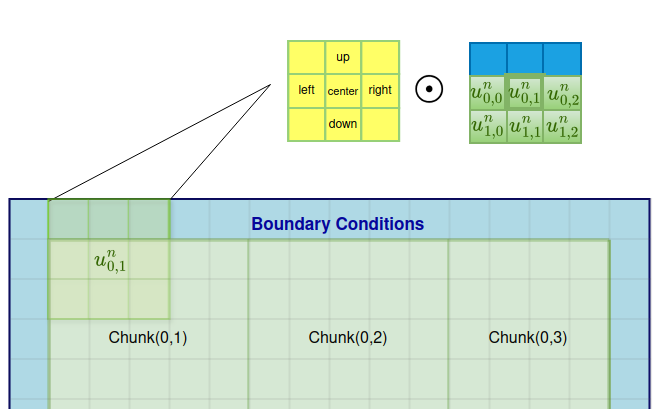 up
left center right
down
⊙
u^n_{0,0} u^n_{0,1} u^n_{0,2}
u^n_{1,0} u^n_{1,1} u^n_{1,2}
Boundary Conditions
u^n_{0,1}
Chunk(0,1) Chunk(0,2) Chunk(0,3)